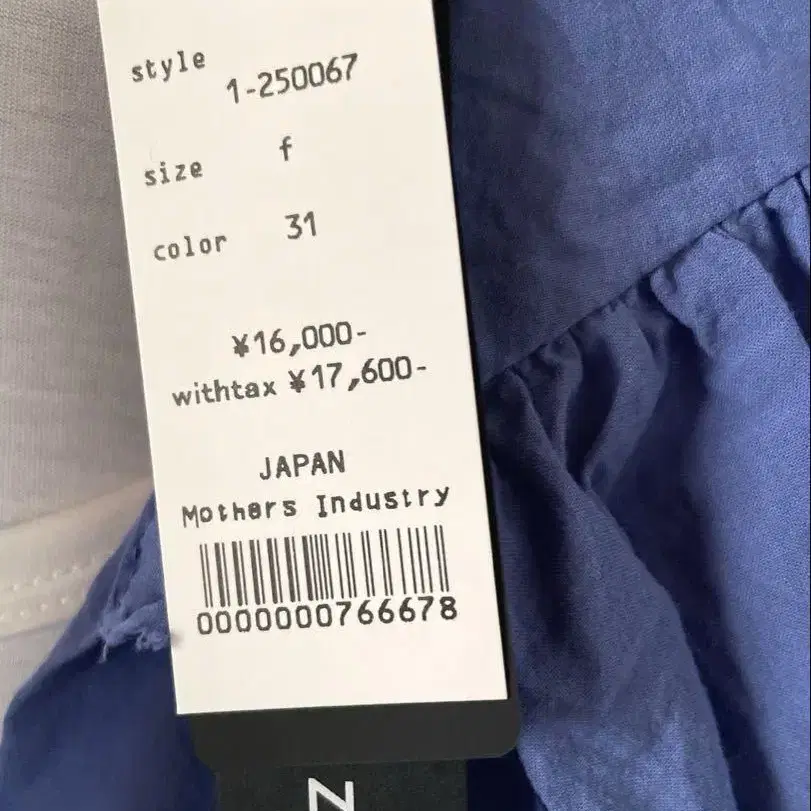 style 1-250067
size f
color 31
¥16,000-
withtax ¥17,600-
JAPAN
Mothers Industry
0000000766678
N